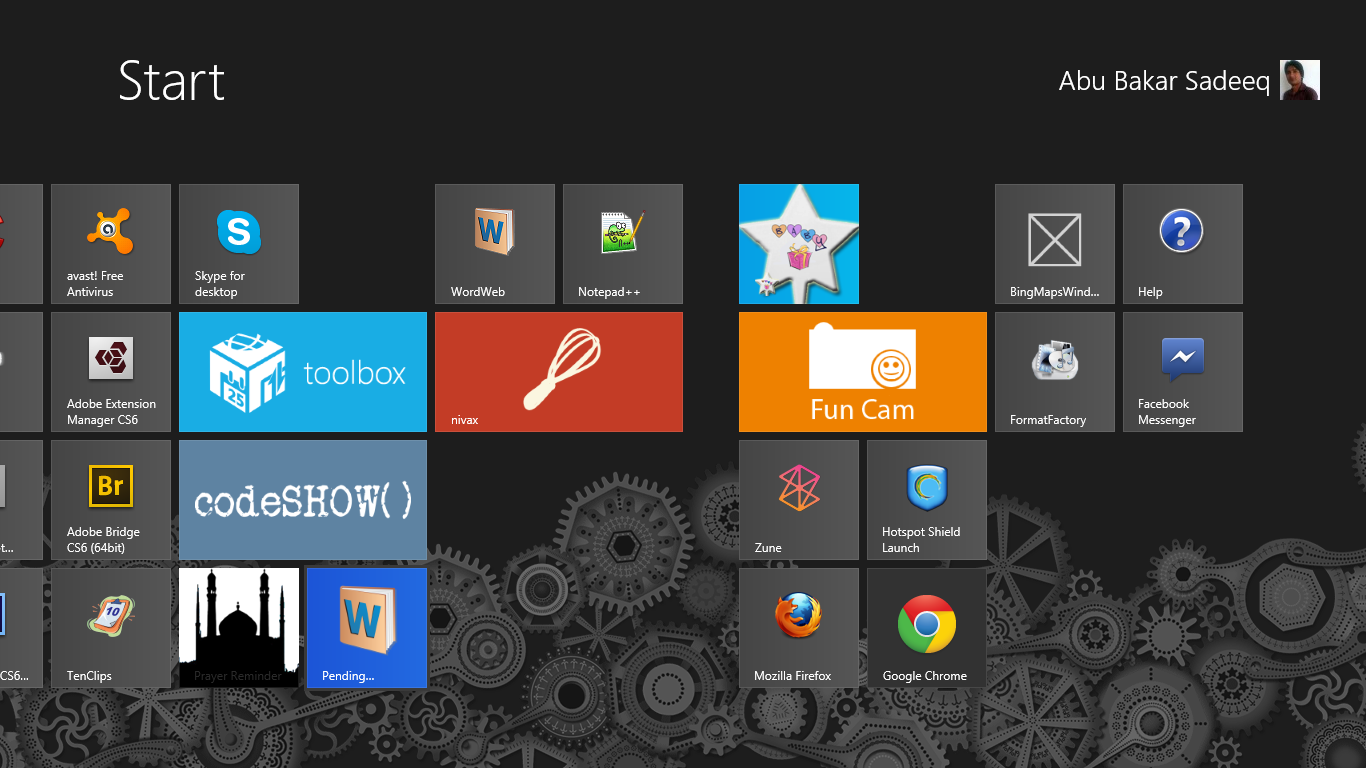 Start
Abu Bakar Sadeeq
avast! Free
Antivirus
Skype for
desktop
W
WordWeb
Notepad++
BABU
BingMapsWind...
?
Help
Adobe Extension
Manager CS6
25
toolbox
nivax
Fun Cam
FormatFactory
Facebook
Messenger
t...
Br
Adobe Bridge
CS6 (64bit)
codeSHOW()
Zune
Hotspot Shield
Launch
CS6...
10
TenClips
Prayer Reminder
W
Pending...
Mozilla Firefox
Google Chrome